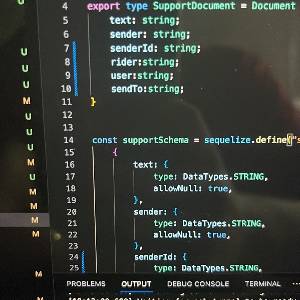 U
U
U
M
U
U
U
M
U
M
M
M
M
M
4 export type SupportDocument = Document
5 text: string;
6 sender: string;
7 senderId: string;
8 rider:string;
9 user:string;
10 sendTo:string;
11 }
12
13
14 const supportSchema = sequelize.define("s
15 {
16 text: {
17 type: DataTypes.STRING,
18 allowNull: true,
19 },
20 sender: {
21 type: DataTypes.STRING,
22 allowNull: true,
23 },
24 senderId: {
25 type: DataTypes.STRING,
PROBLEMS OUTPUT DEBUG CONSOLE TERMINAL